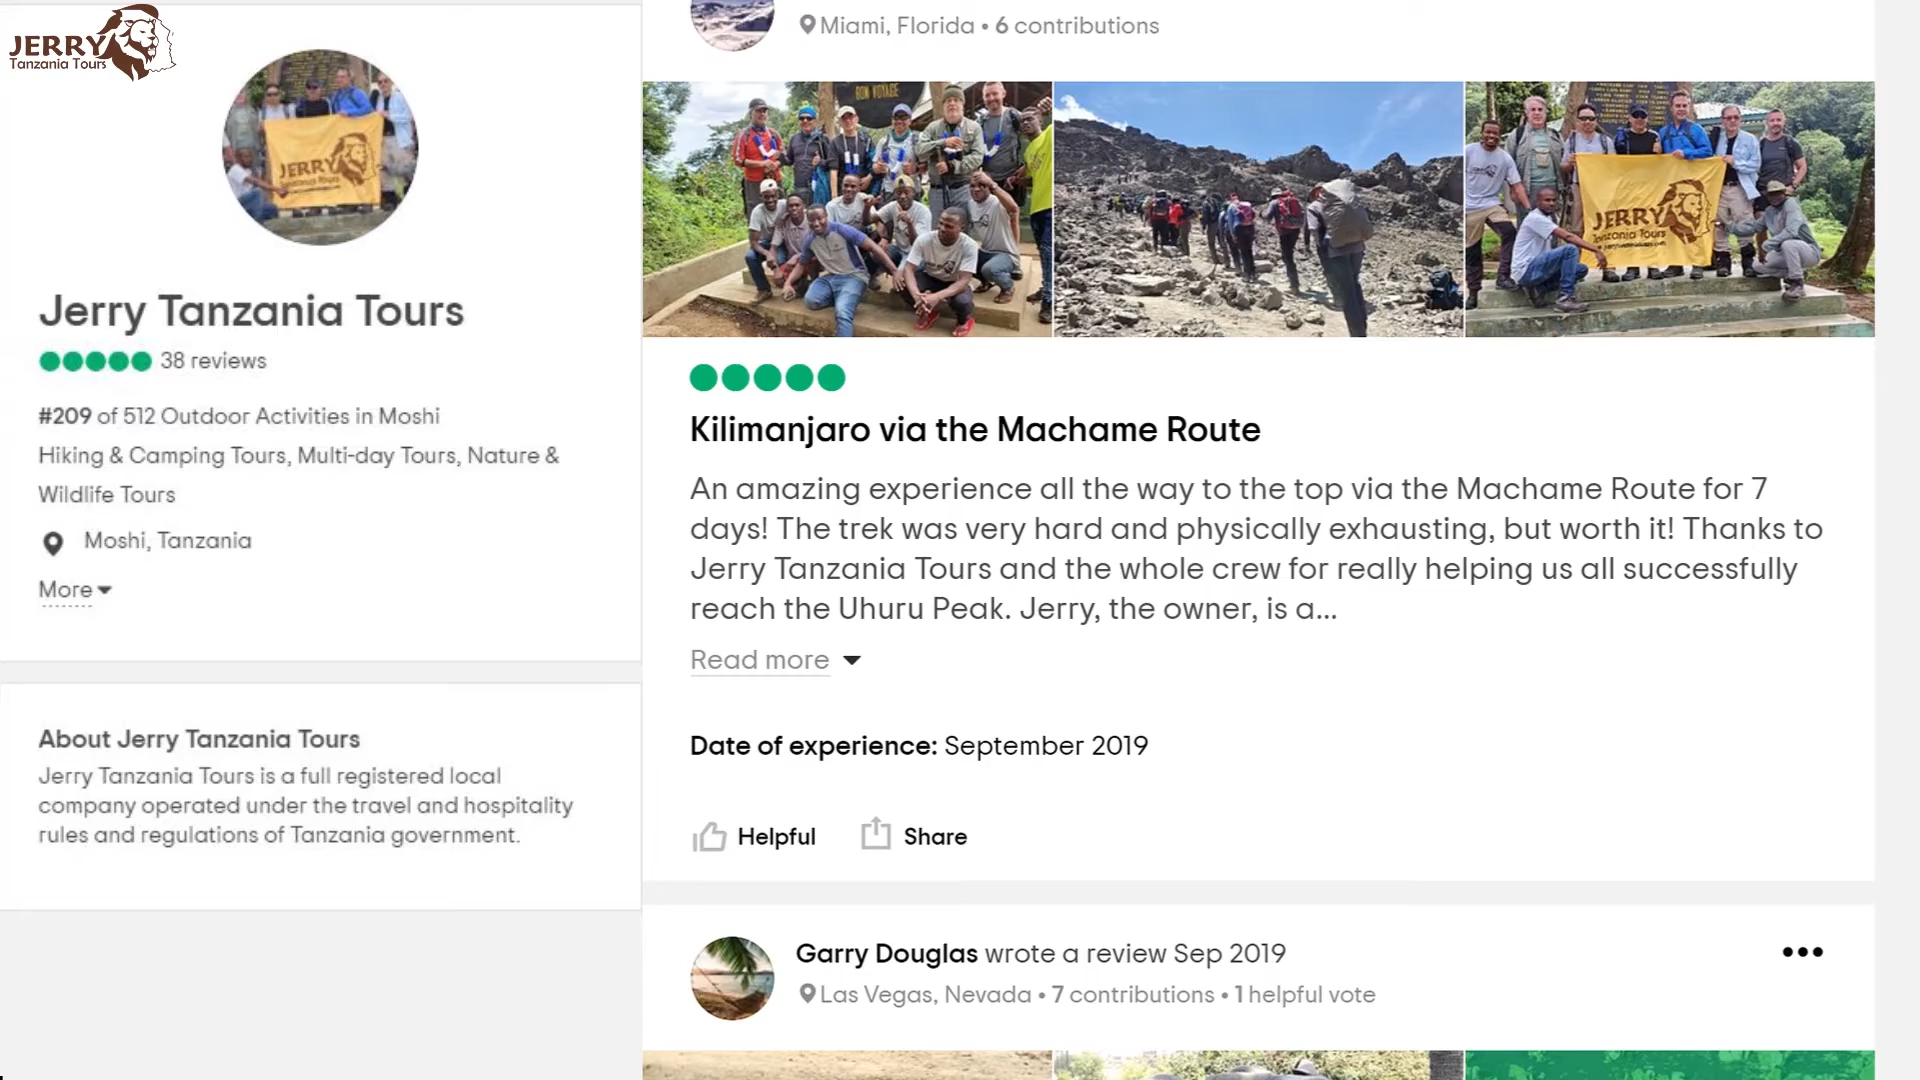 JERRY
Tanzania Tours
JERRY
Jerry Tanzania Tours
38 reviews
#209 of 512 Outdoor Activities in Moshi
Hiking & Camping Tours, Multi-day Tours, Nature &
Wildlife Tours
Moshi, Tanzania
More
About Jerry Tanzania Tours
Jerry Tanzania Tours is a full registered local
company operated under the travel and hospitality
rules and regulations of Tanzania government.
Miami, Florida • 6 contributions
BON VOYAGE
JERRY
Tanzania Tours
Kilimanjaro via the Machame Route
An amazing experience all the way to the top via the Machame Route for 7
days! The trek was very hard and physically exhausting, but worth it! Thanks to
Jerry Tanzania Tours and the whole crew for really helping us all successfully
reach the Uhuru Peak. Jerry, the owner, is a...
Read more
Date of experience: September 2019
Helpful
Share
Garry Douglas wrote a review Sep 2019
Las Vegas, Nevada • 7 contributions • 1 helpful vote